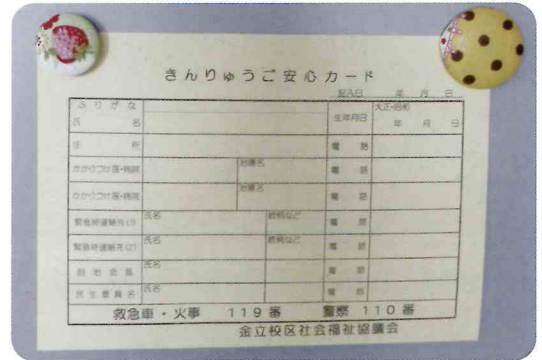 きんりゅうご安心カード
記入日 年 月 日
ふりがな
氏名 生年月日 大正・昭和 年 月 日
住所 電話
かかりつけ医・病院 治療名 電話
かかりつけ医・病院 治療名 電話
緊急時連絡先(1) 氏名 続柄など 電話
緊急時連絡先(2) 氏名 続柄など 電話
自治会長 氏名 電話
民生委員名 氏名 電話
救急車・火事 119番 警察 110番
金立校区社会福祉協議会